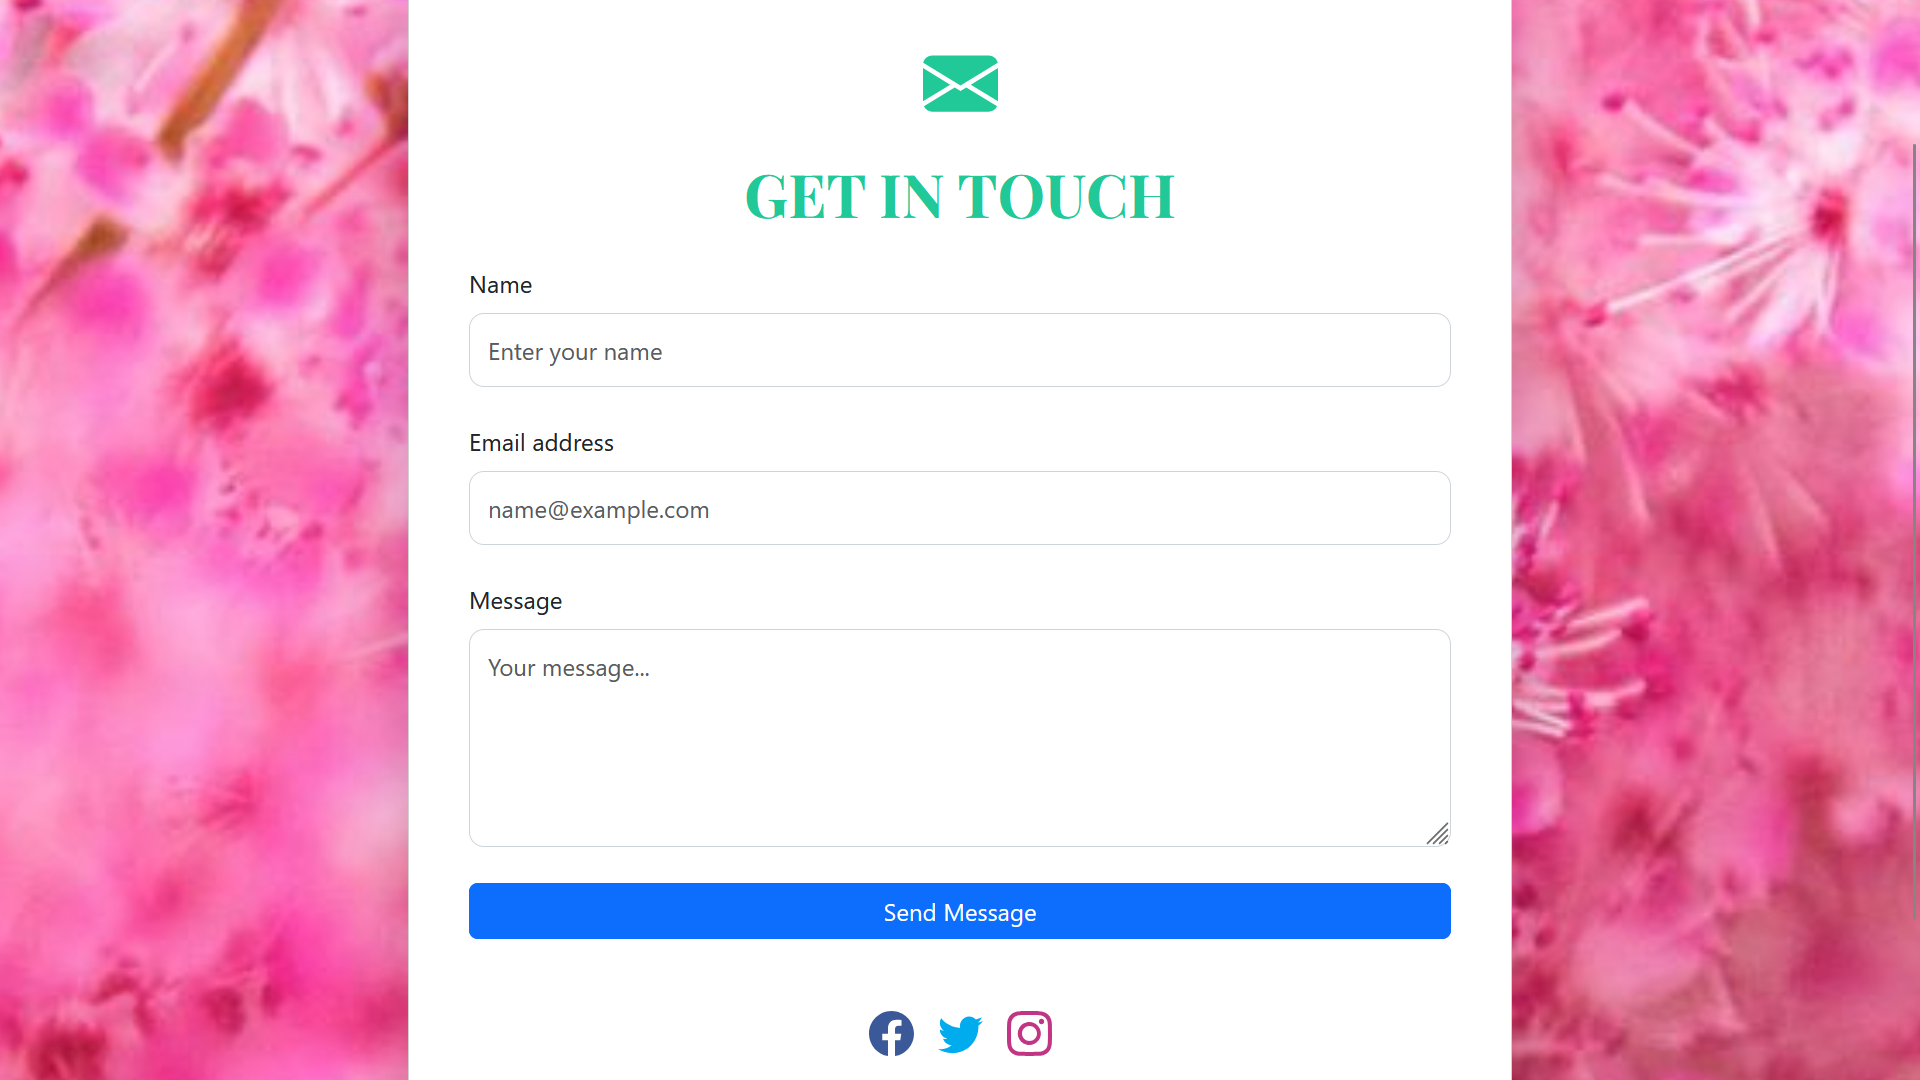 GET IN TOUCH
Name
Enter your name
Email address
name@example.com
Message
Your message...
Send Message